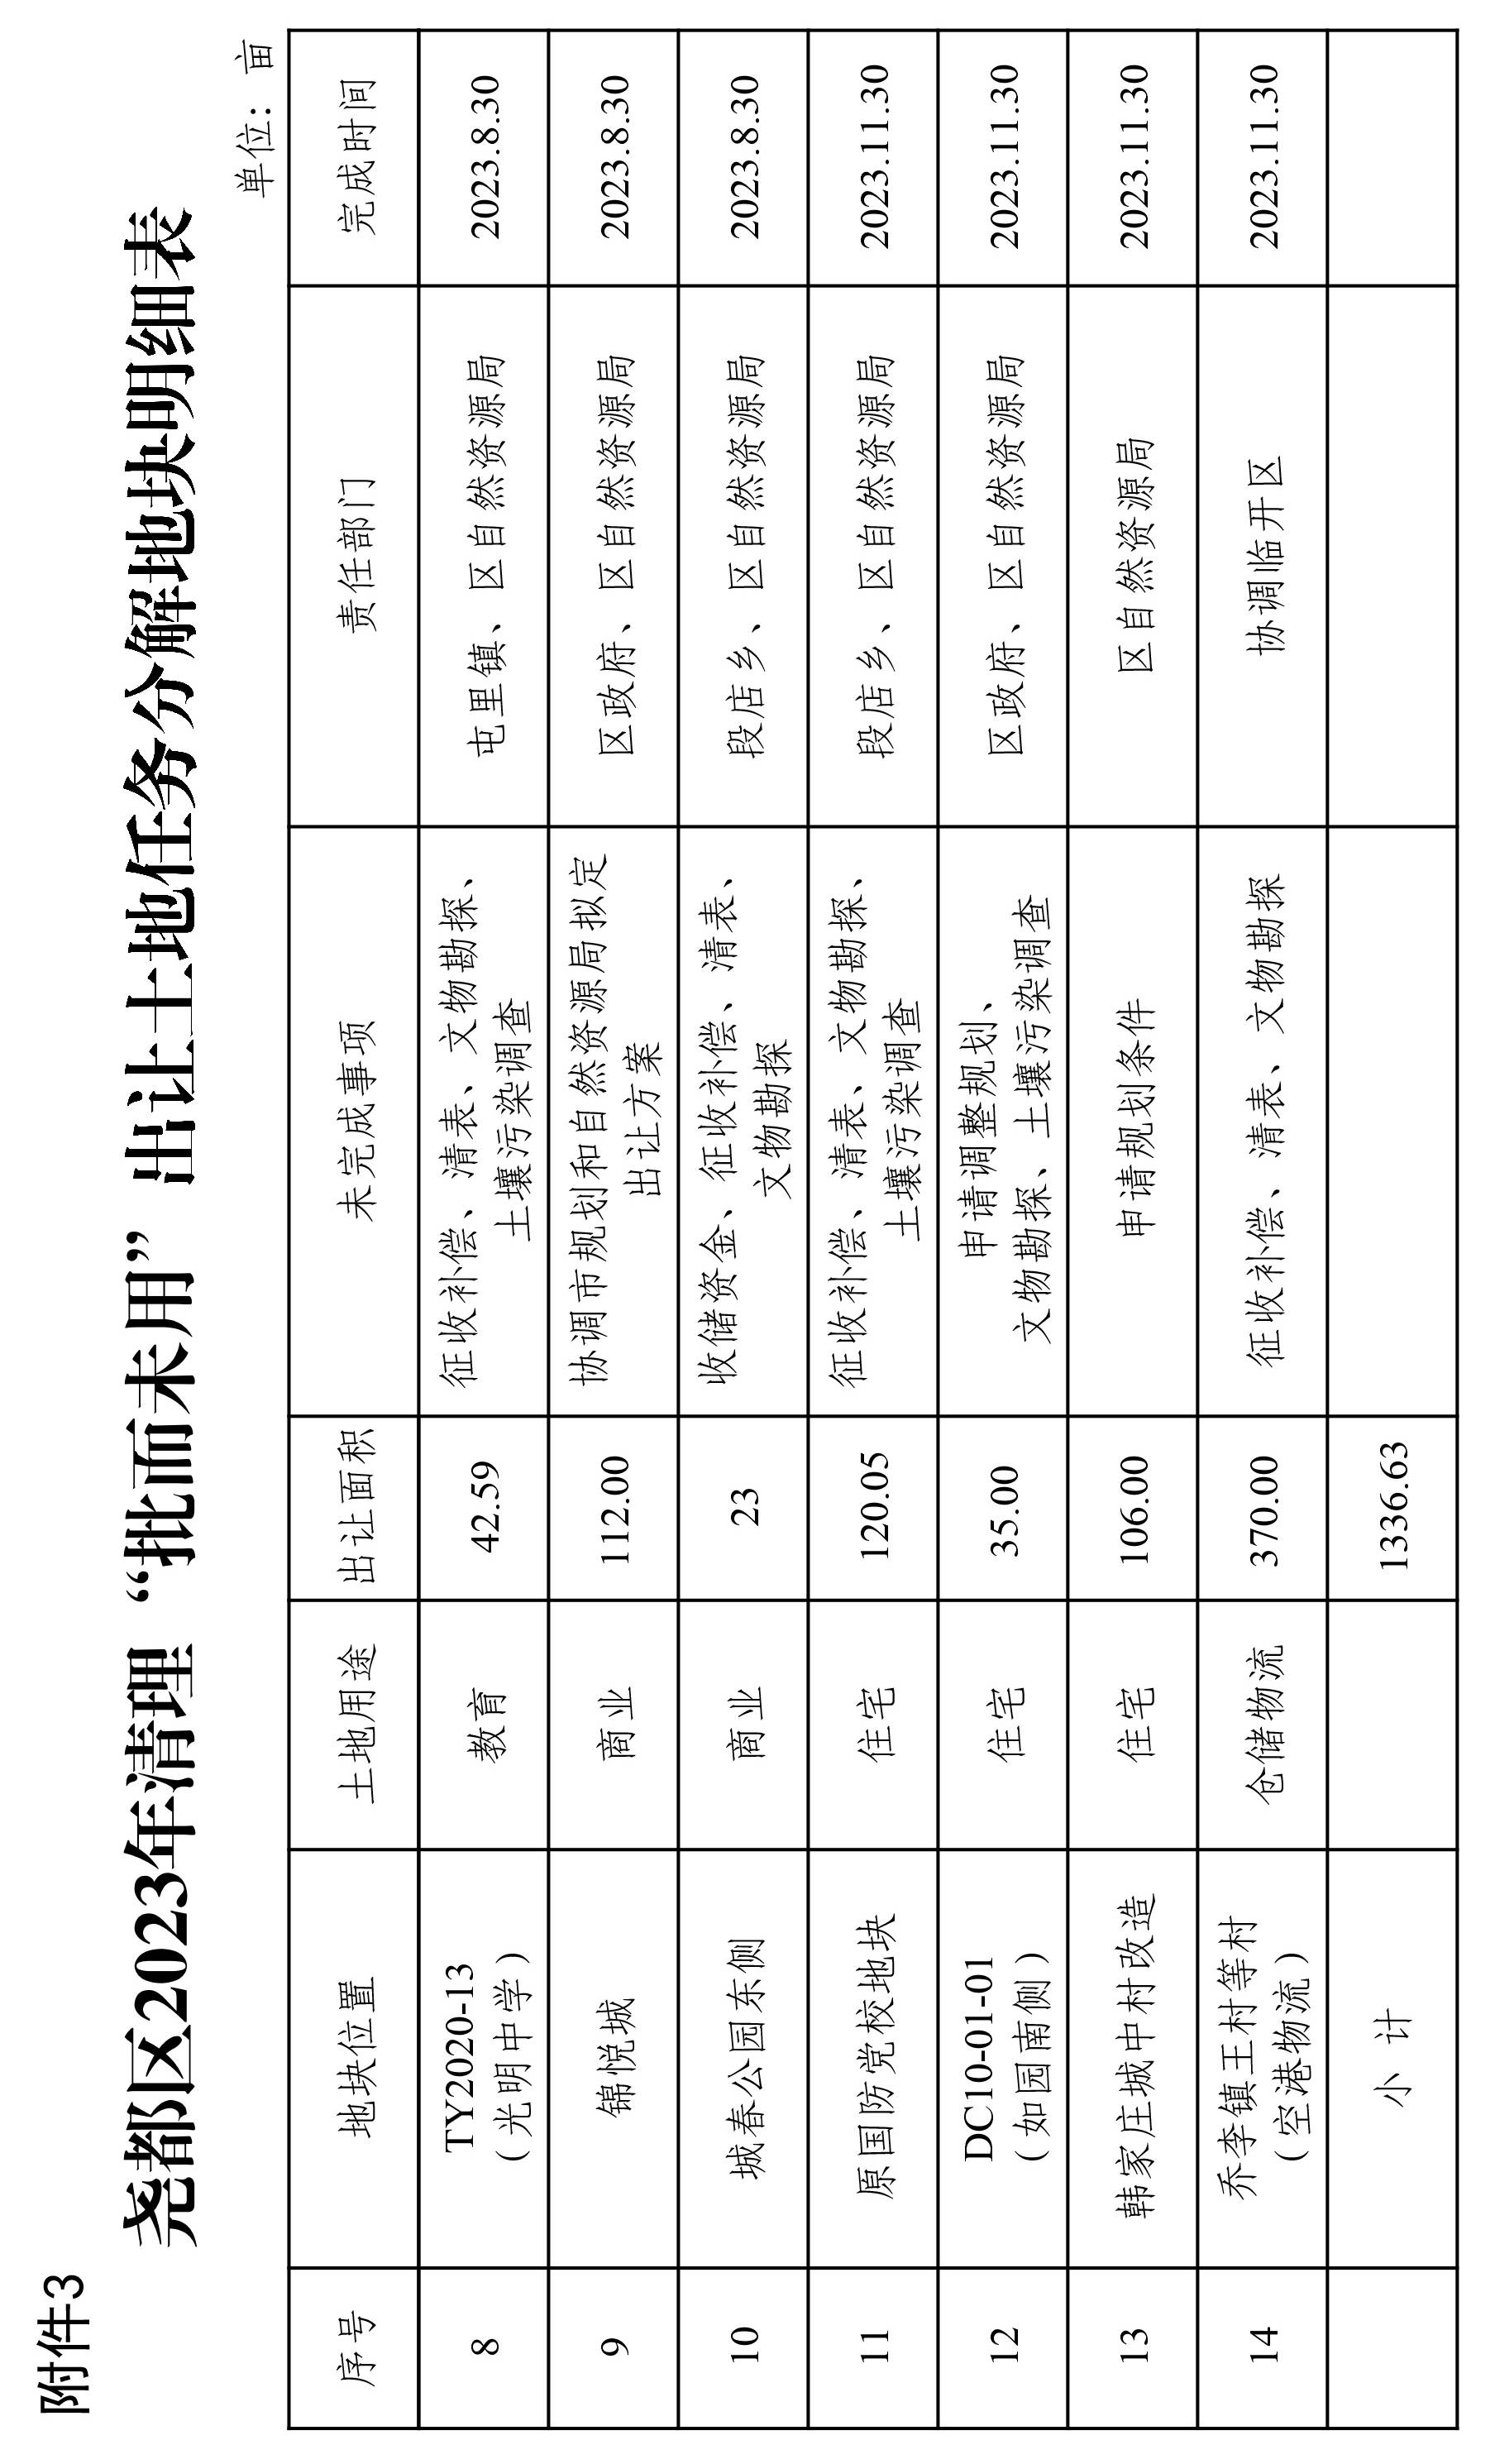 附件3
尧都区2023年清理“批而未用”出让土地任务分解地块明细表
单位：亩
序号 地块位置 土地用途 出让面积 未完成事项 责任部门 完成时间
8 TY2020-13（光明中学） 教育 42.59 征收补偿、清表、文物勘探、土壤污染调查 屯里镇、区自然资源局 2023.8.30
9 锦悦城 商业 112.00 协调市规划和自然资源局拟定出让方案 区政府、区自然资源局 2023.8.30
10 城春公园东侧 商业 23 收储资金、征收补偿、清表、文物勘探 段店乡、区自然资源局 2023.8.30
11 原国防党校地块 住宅 120.05 征收补偿、清表、文物勘探、土壤污染调查 段店乡、区自然资源局 2023.11.30
12 DC10-01-01（如园南侧） 住宅 35.00 申请调整规划、文物勘探、土壤污染调查 区政府、区自然资源局 2023.11.30
13 韩家庄城中村改造 住宅 106.00 申请规划条件 区自然资源局 2023.11.30
14 乔李镇王村等村（空港物流） 仓储物流 370.00 征收补偿、清表、文物勘探 协调临开区 2023.11.30
小 计 1336.63